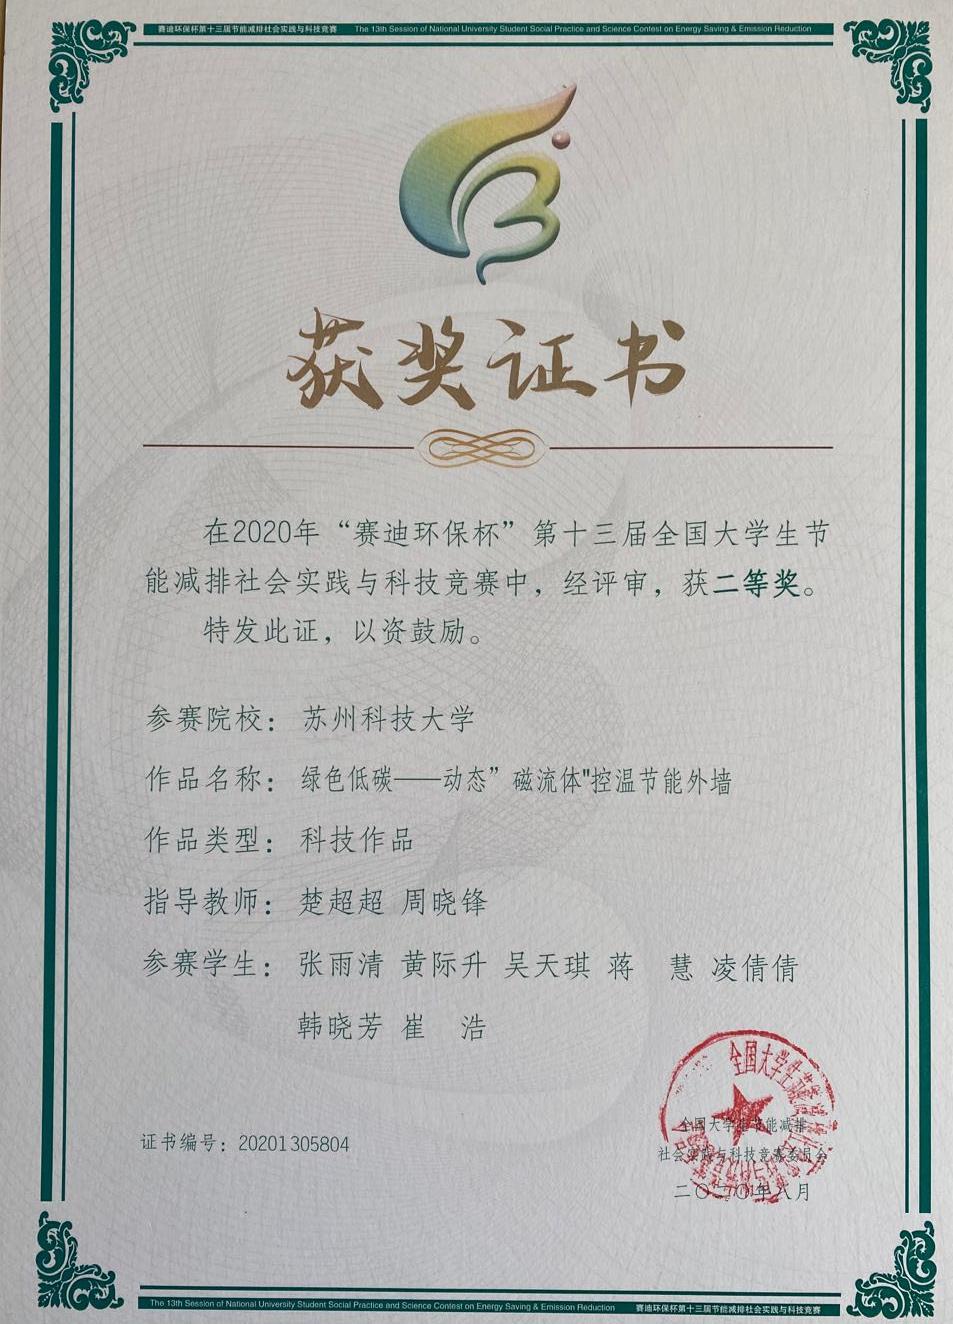 赛迪环保杯第十三届节能减排社会实践与科技竞赛 The 13th Session of National University Student Social Practice and Science Contest on Energy Saving & Emission Reduction
获奖证书
在2020年“赛迪环保杯”第十三届全国大学生节
能减排社会实践与科技竞赛中，经评审，获二等奖。
特发此证，以资鼓励。
参赛院校：苏州科技大学
作品名称：绿色低碳——动态”磁流体"控温节能外墙
作品类型：科技作品
指导教师：楚超超 周晓锋
参赛学生：张雨清 黄际升 吴天琪 蒋　慧 凌倩倩
韩晓芳 崔　浩
全国大学生节能减排
证书编号：20201305804
社会实践与科技竞赛委员会
二〇二〇年八月
The 13th Session of National University Student Social Practice and Science Contest on Energy Saving & Emission Reduction 赛迪环保杯第十三届节能减排社会实践与科技竞赛